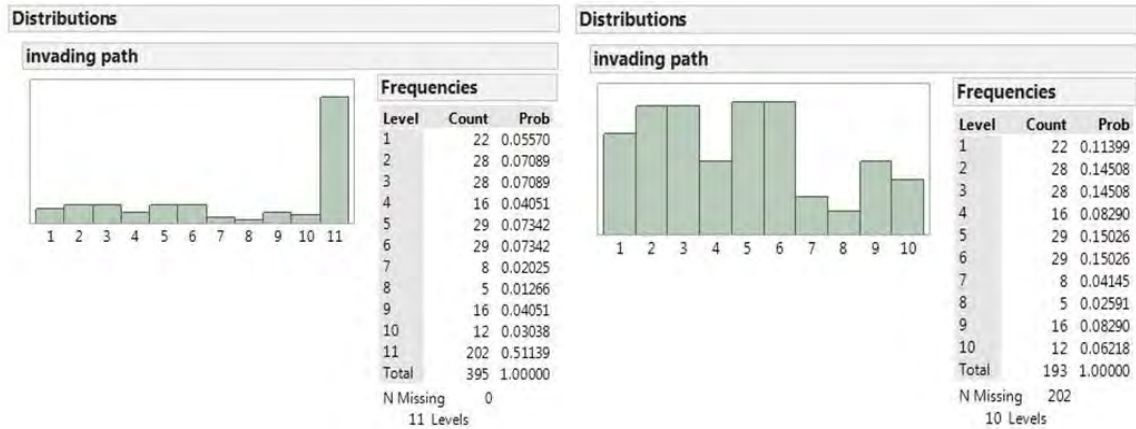 Distributions
invading path
1 2 3 4 5 6 7 8 9 10 11
Frequencies
Level Count Prob
1 22 0.05570
2 28 0.07089
3 28 0.07089
4 16 0.04051
5 29 0.07342
6 29 0.07342
7 8 0.02025
8 5 0.01266
9 16 0.04051
10 12 0.03038
11 202 0.51139
Total 395 1.00000
N Missing 0
11 Levels
Distributions
invading path
1 2 3 4 5 6 7 8 9 10
Frequencies
Level Count Prob
1 22 0.11399
2 28 0.14508
3 28 0.14508
4 16 0.08290
5 29 0.15026
6 29 0.15026
7 8 0.04145
8 5 0.02591
9 16 0.08290
10 12 0.06218
Total 193 1.00000
N Missing 202
10 Levels